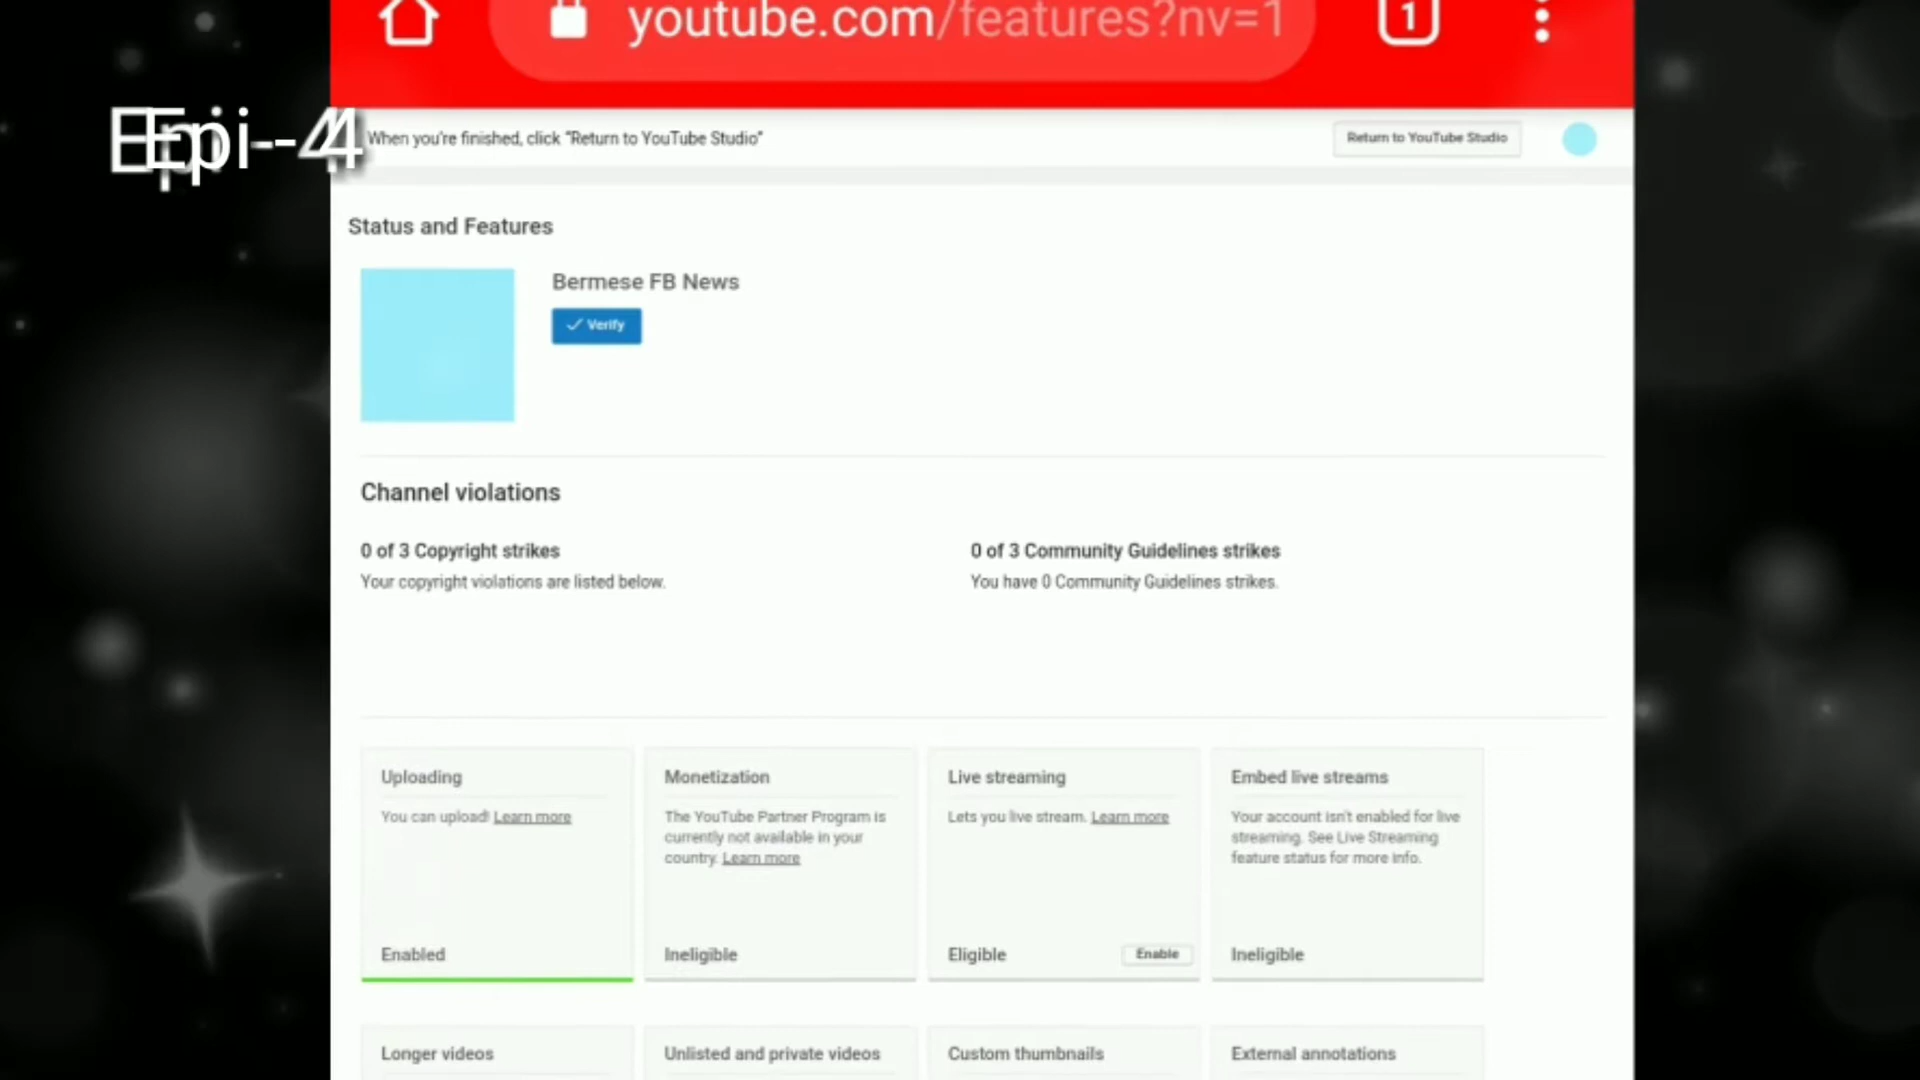 youtube.com/features?nv=1
1
Epi-4
When you're finished, click “Return to YouTube Studio”
Return to YouTube Studio
Status and Features
Bermese FB News
Verify
Channel violations
0 of 3 Copyright strikes
Your copyright violations are listed below.
0 of 3 Community Guidelines strikes
You have 0 Community Guidelines strikes.
Uploading
You can upload! Learn more
Enabled
Monetization
The YouTube Partner Program is
currently not available in your
country. Learn more
Ineligible
Live streaming
Lets you live stream. Learn more
Eligible
Enable
Embed live streams
Your account isn't enabled for live
streaming. See Live Streaming
feature status for more info.
Ineligible
Longer videos
Unlisted and private videos
Custom thumbnails
External annotations